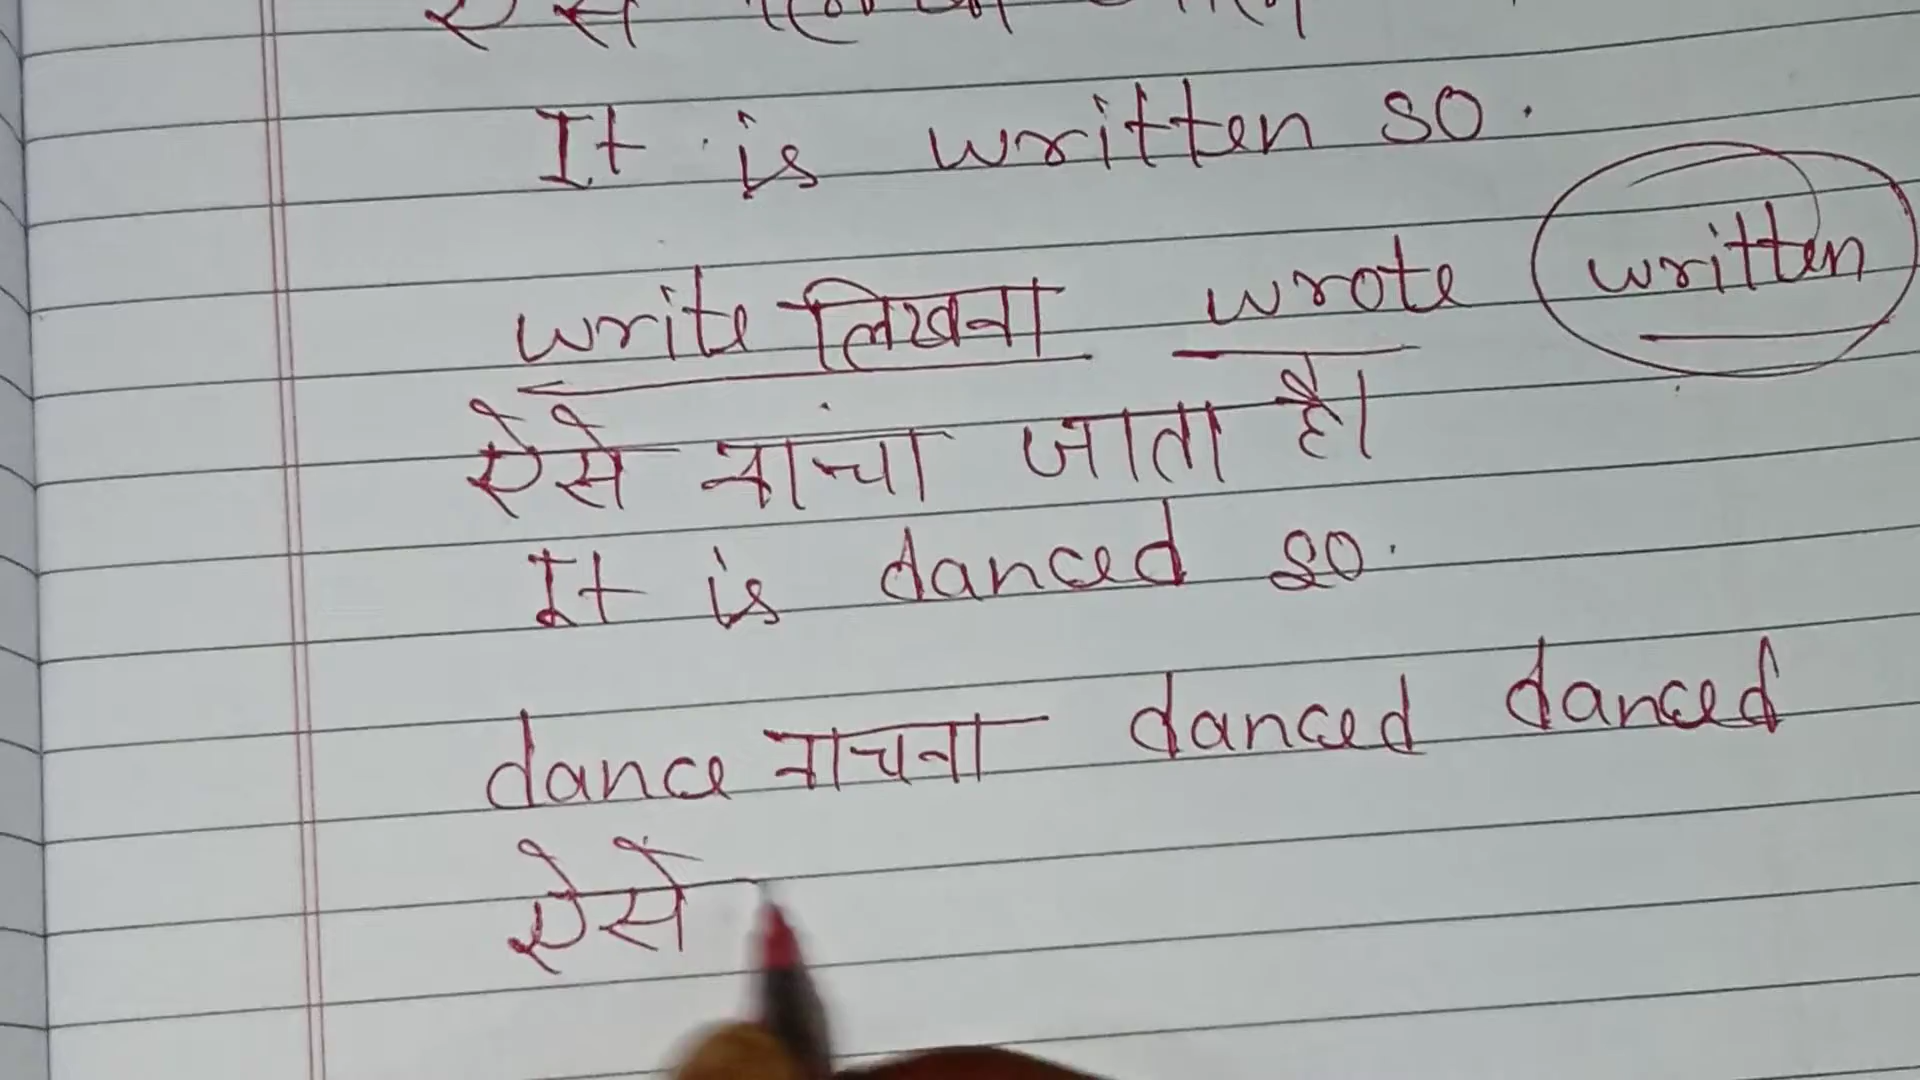 It is written so.
write लिखना wrote written
ऐसे नांचा जाता है।
It is danced so.
dance नाचना danced danced
ऐसे